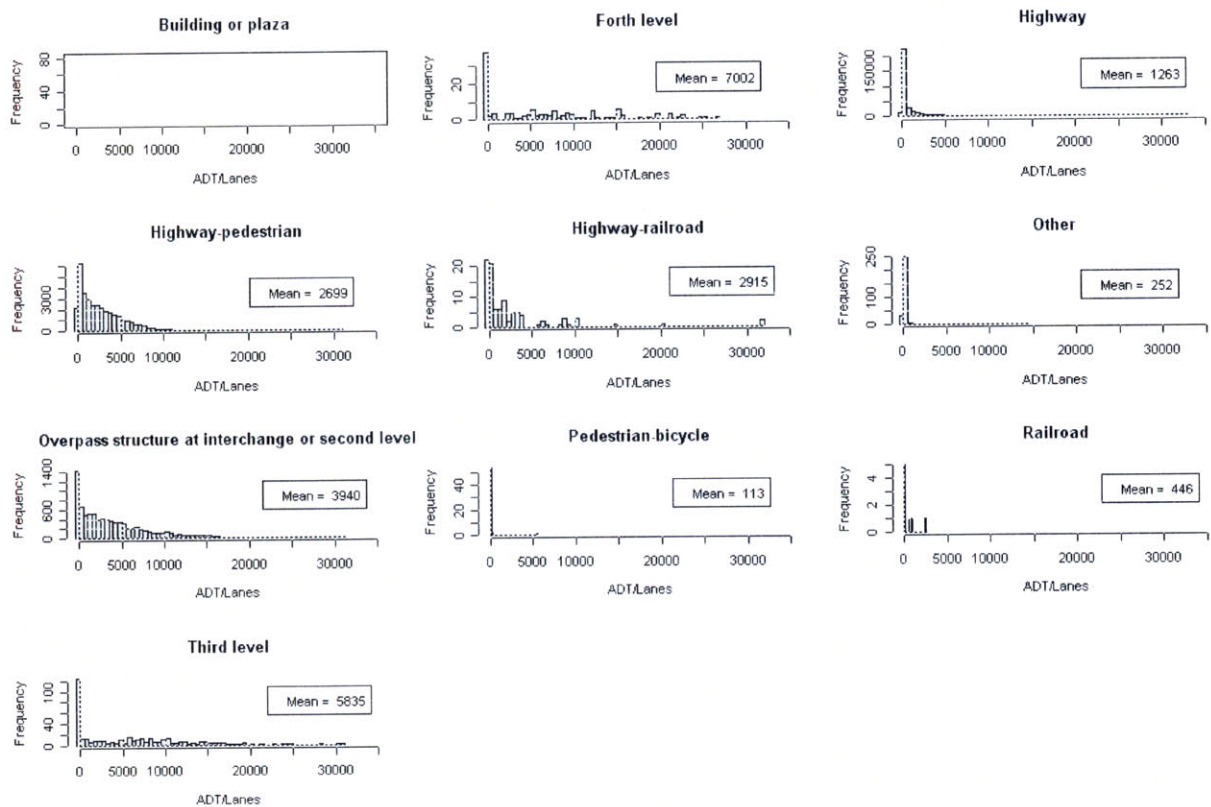 Building or plaza
Frequency
0 40 80
0 5000 10000 20000 30000
ADT/Lanes
Forth level
Frequency
0 20
Mean = 7002
0 5000 10000 20000 30000
ADT/Lanes
Highway
Frequency
0 150000
Mean = 1263
0 5000 10000 20000 30000
ADT/Lanes
Highway-pedestrian
Frequency
0 3000
Mean = 2699
0 5000 10000 20000 30000
ADT/Lanes
Highway-railroad
Frequency
0 10 20
Mean = 2915
0 5000 10000 20000 30000
ADT/Lanes
Other
Frequency
0 100 250
Mean = 252
0 5000 10000 20000 30000
ADT/Lanes
Overpass structure at interchange or second level
Frequency
0 600 1400
Mean = 3940
0 5000 10000 20000 30000
ADT/Lanes
Pedestrian-bicycle
Frequency
0 20 40
Mean = 113
0 5000 10000 20000 30000
ADT/Lanes
Railroad
Frequency
0 2 4
Mean = 446
0 5000 10000 20000 30000
ADT/Lanes
Third level
Frequency
0 40 100
Mean = 5835
0 5000 10000 20000 30000
ADT/Lanes